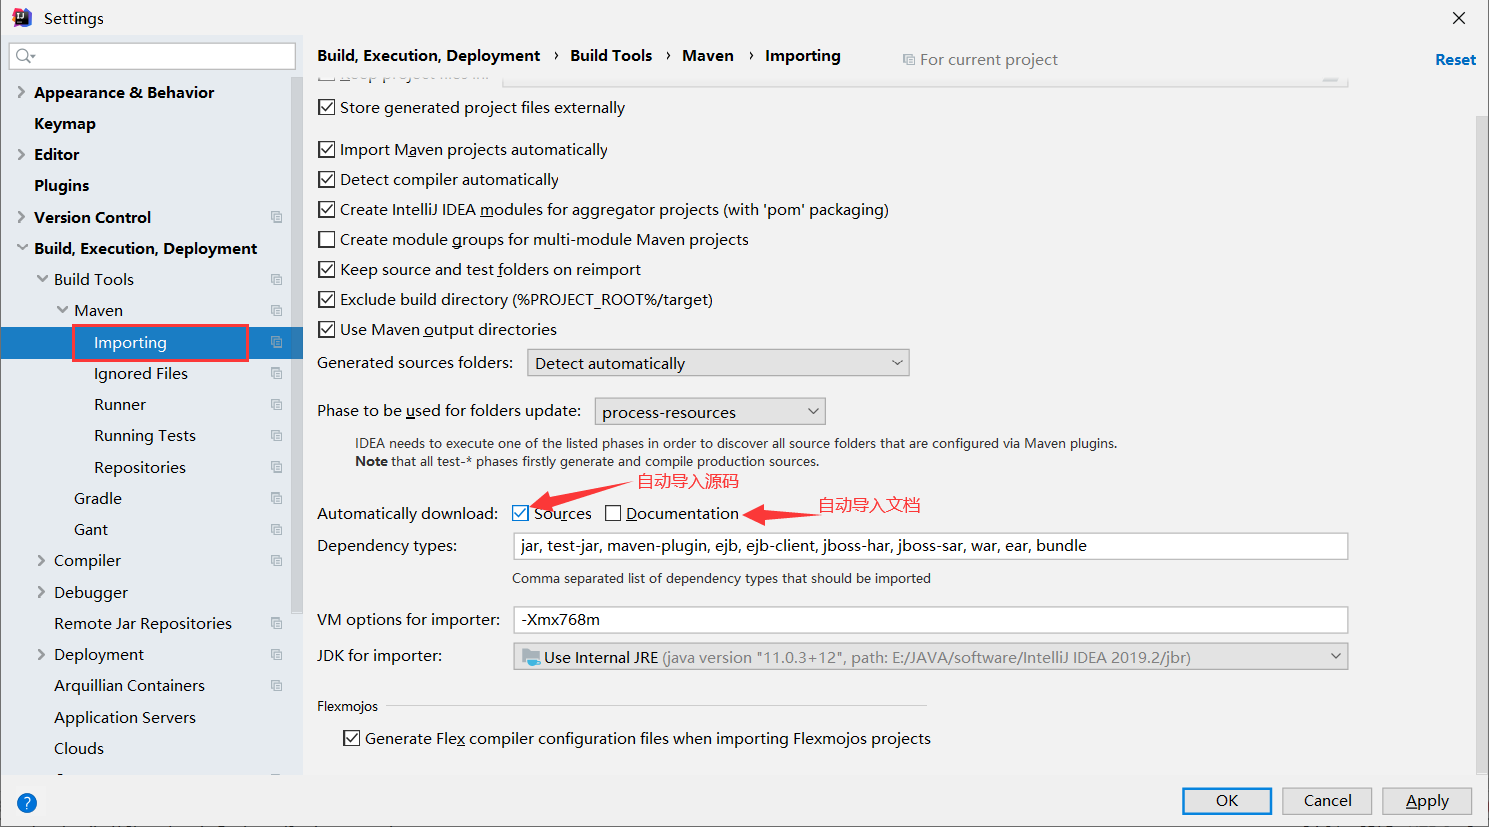 Settings
Appearance & Behavior
Keymap
Editor
Plugins
Version Control
Build, Execution, Deployment
Build Tools
Maven
Importing
Ignored Files
Runner
Running Tests
Repositories
Gradle
Gant
Compiler
Debugger
Remote Jar Repositories
Deployment
Arquillian Containers
Application Servers
Clouds
Build, Execution, Deployment › Build Tools › Maven › Importing
For current project
Reset
Keep project files in:
Store generated project files externally
Import Maven projects automatically
Detect compiler automatically
Create IntelliJ IDEA modules for aggregator projects (with 'pom' packaging)
Create module groups for multi-module Maven projects
Keep source and test folders on reimport
Exclude build directory (%PROJECT_ROOT%/target)
Use Maven output directories
Generated sources folders: Detect automatically
Phase to be used for folders update: process-resources
IDEA needs to execute one of the listed phases in order to discover all source folders that are configured via Maven plugins.
Note that all test-* phases firstly generate and compile production sources.
自动导入源码
自动导入文档
Automatically download: Sources Documentation
Dependency types: jar, test-jar, maven-plugin, ejb, ejb-client, jboss-har, jboss-sar, war, ear, bundle
Comma separated list of dependency types that should be imported
VM options for importer: -Xmx768m
JDK for importer: Use Internal JRE (java version "11.0.3+12", path: E:/JAVA/software/IntelliJ IDEA 2019.2/jbr)
Flexmojos
Generate Flex compiler configuration files when importing Flexmojos projects
?
OK Cancel Apply